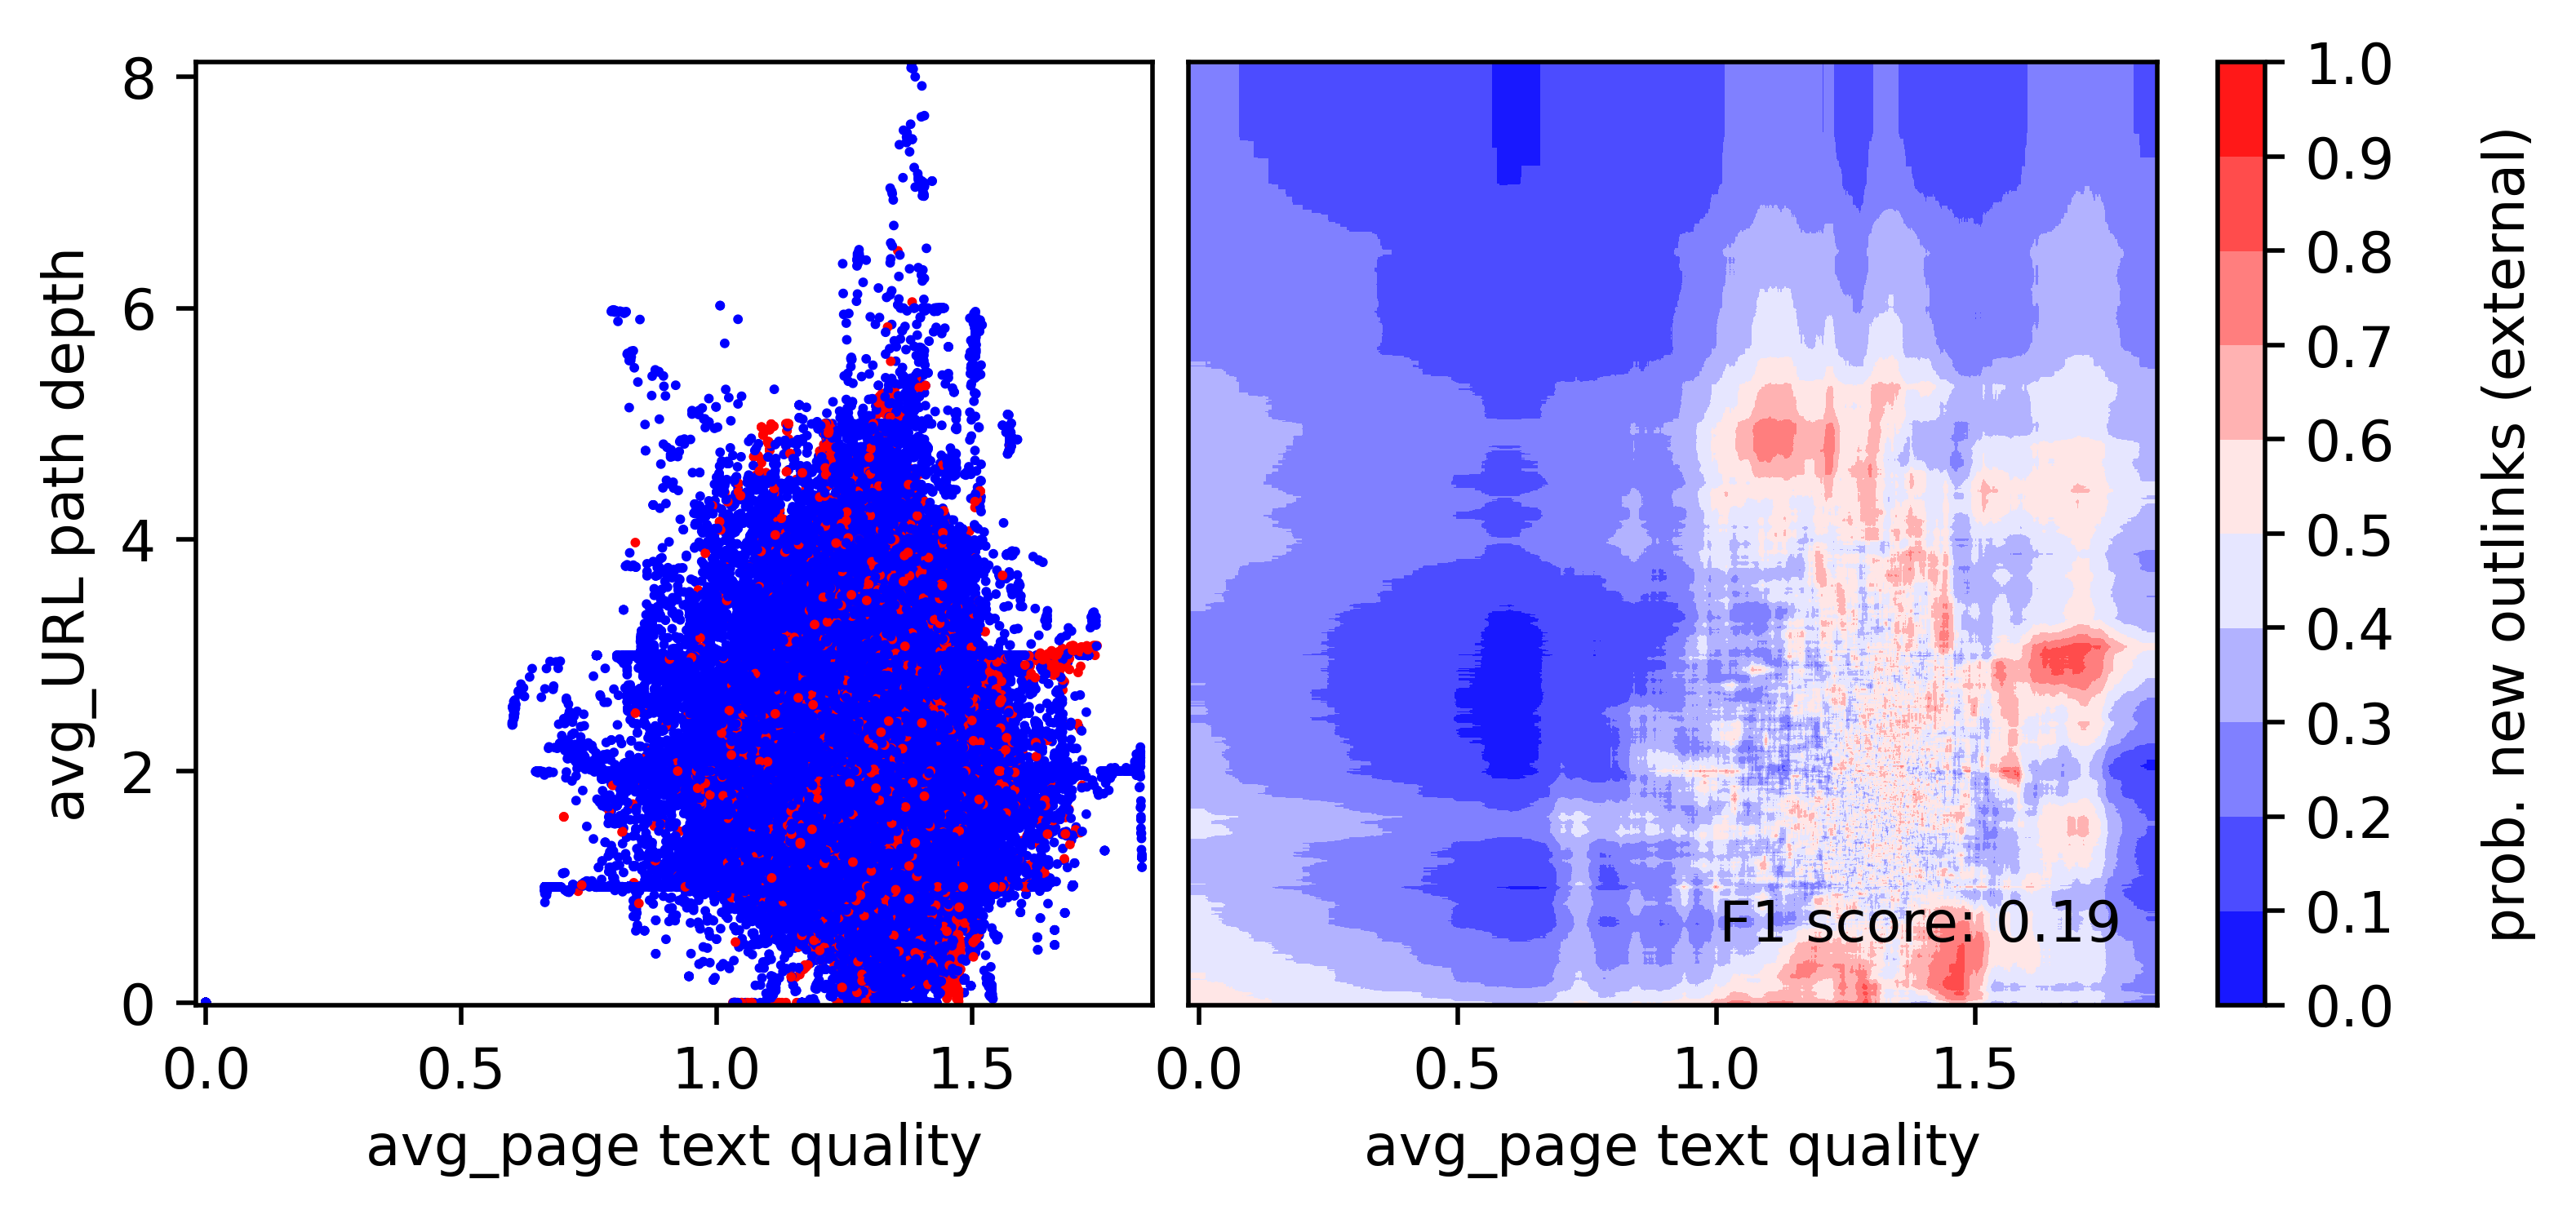 8
6
4
2
0
avg_URL path depth
0.0 0.5 1.0 1.5
avg_page text quality
F1 score: 0.19
0.0 0.5 1.0 1.5
avg_page text quality
1.0
0.9
0.8
0.7
0.6
0.5
0.4
0.3
0.2
0.1
0.0
prob. new outlinks (external)